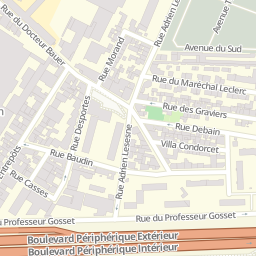 Rue du Docteur Bauer
Rue Morand
Rue Adrien Le
Avenue du Sud
Rue du Maréchal Leclerc
Rue des Graviers
Rue Desportes
Rue Debain
Villa Condorcet
Rue Adrien Lesesne
Rue Baudin
Entrepôts
Rue Casses
u Professeur Gosset
Rue du Professeur Gosset
Boulevard Périphérique Extérieur
Boulevard Périphérique Intérieur